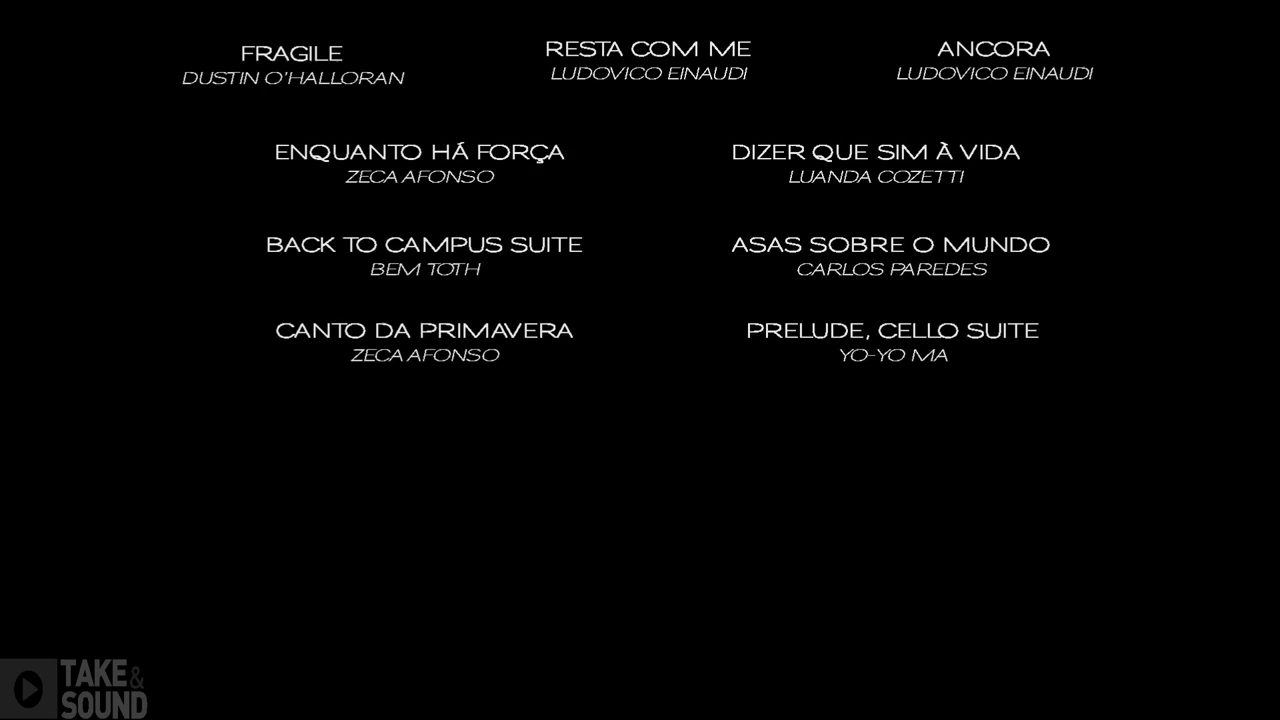 FRAGILE
DUSTIN O'HALLORAN
RESTA COM ME
LUDOVICO EINAUDI
ANCORA
LUDOVICO EINAUDI
ENQUANTO HÁ FORÇA
ZECA AFONSO
DIZER QUE SIM À VIDA
LUANDA COZETTI
BACK TO CAMPUS SUITE
BEM TOTH
ASAS SOBRE O MUNDO
CARLOS PAREDES
CANTO DA PRIMAVERA
ZECA AFONSO
PRELUDE, CELLO SUITE
YO-YO MA
TAKE &
SOUND